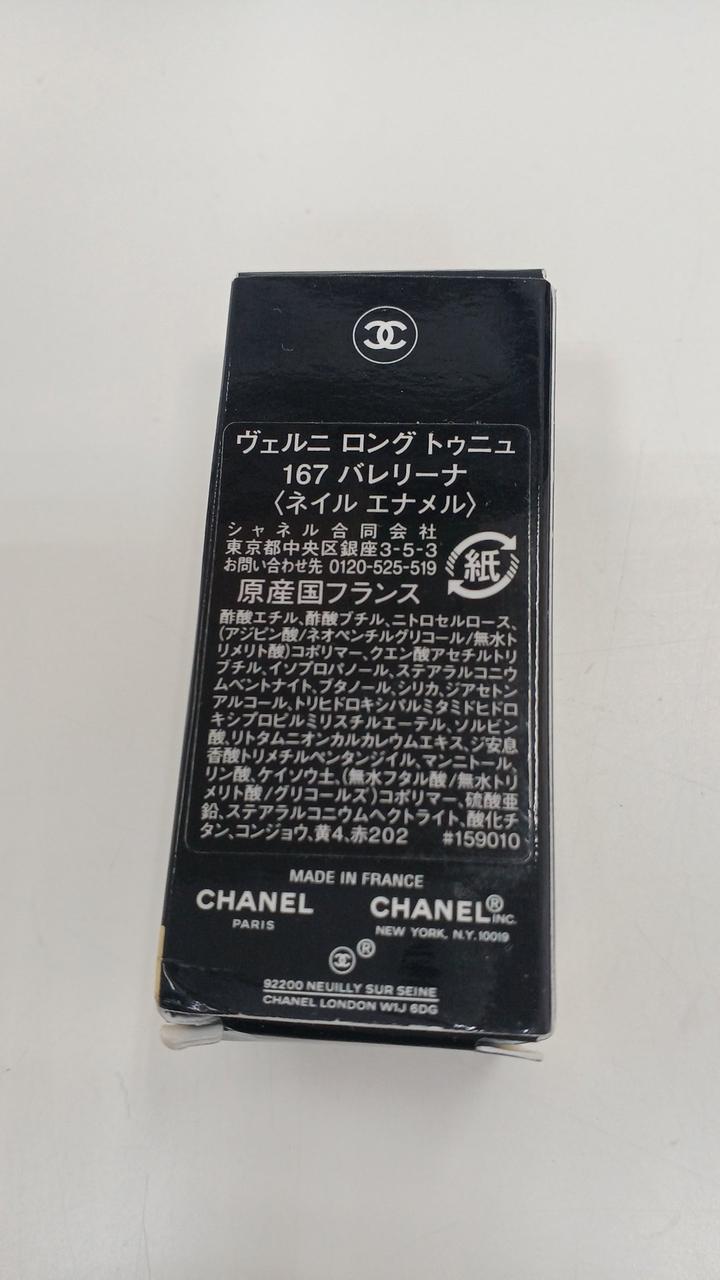 ヴェルニ ロング トゥニュ
167 バレリーナ
〈ネイル エナメル〉
シャネル合同会社
東京都中央区銀座3-5-3
お問い合わせ先 0120-525-519
紙
原産国フランス
酢酸エチル、酢酸ブチル、ニトロセルロース、
(アジピン酸/ネオペンチルグリコール/無水ト
リメリト酸)コポリマー、クエン酸アセチルトリ
ブチル、イソプロパノール、ステアラルコニウ
ムベントナイト、ブタノール、シリカ、ジアセトン
アルコール、トリヒドロキシパルミタミドヒドロ
キシプロピルミリスチルエーテル、ソルビン
酸、リトタムニオンカルカレウムエキス、ジ安息
香酸トリメチルペンタンジイル、マンニトール、
リン酸、ケイソウ土、(無水フタル酸/無水トリ
メリト酸/グリコールズ)コポリマー、硫酸亜
鉛、ステアラルコニウムヘクトライト、酸化チ
タン、コンジョウ、黄4、赤202 #159010
MADE IN FRANCE
CHANEL CHANEL® INC.
PARIS NEW YORK, N.Y. 10019
®
92200 NEUILLY SUR SEINE
CHANEL LONDON W1J 6DG